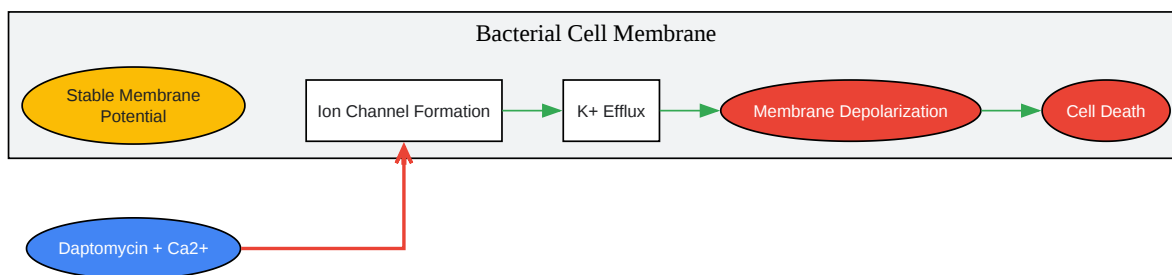 Bacterial Cell Membrane
Stable Membrane
Potential
Ion Channel Formation
K+ Efflux
Membrane Depolarization
Cell Death
Daptomycin + Ca2+